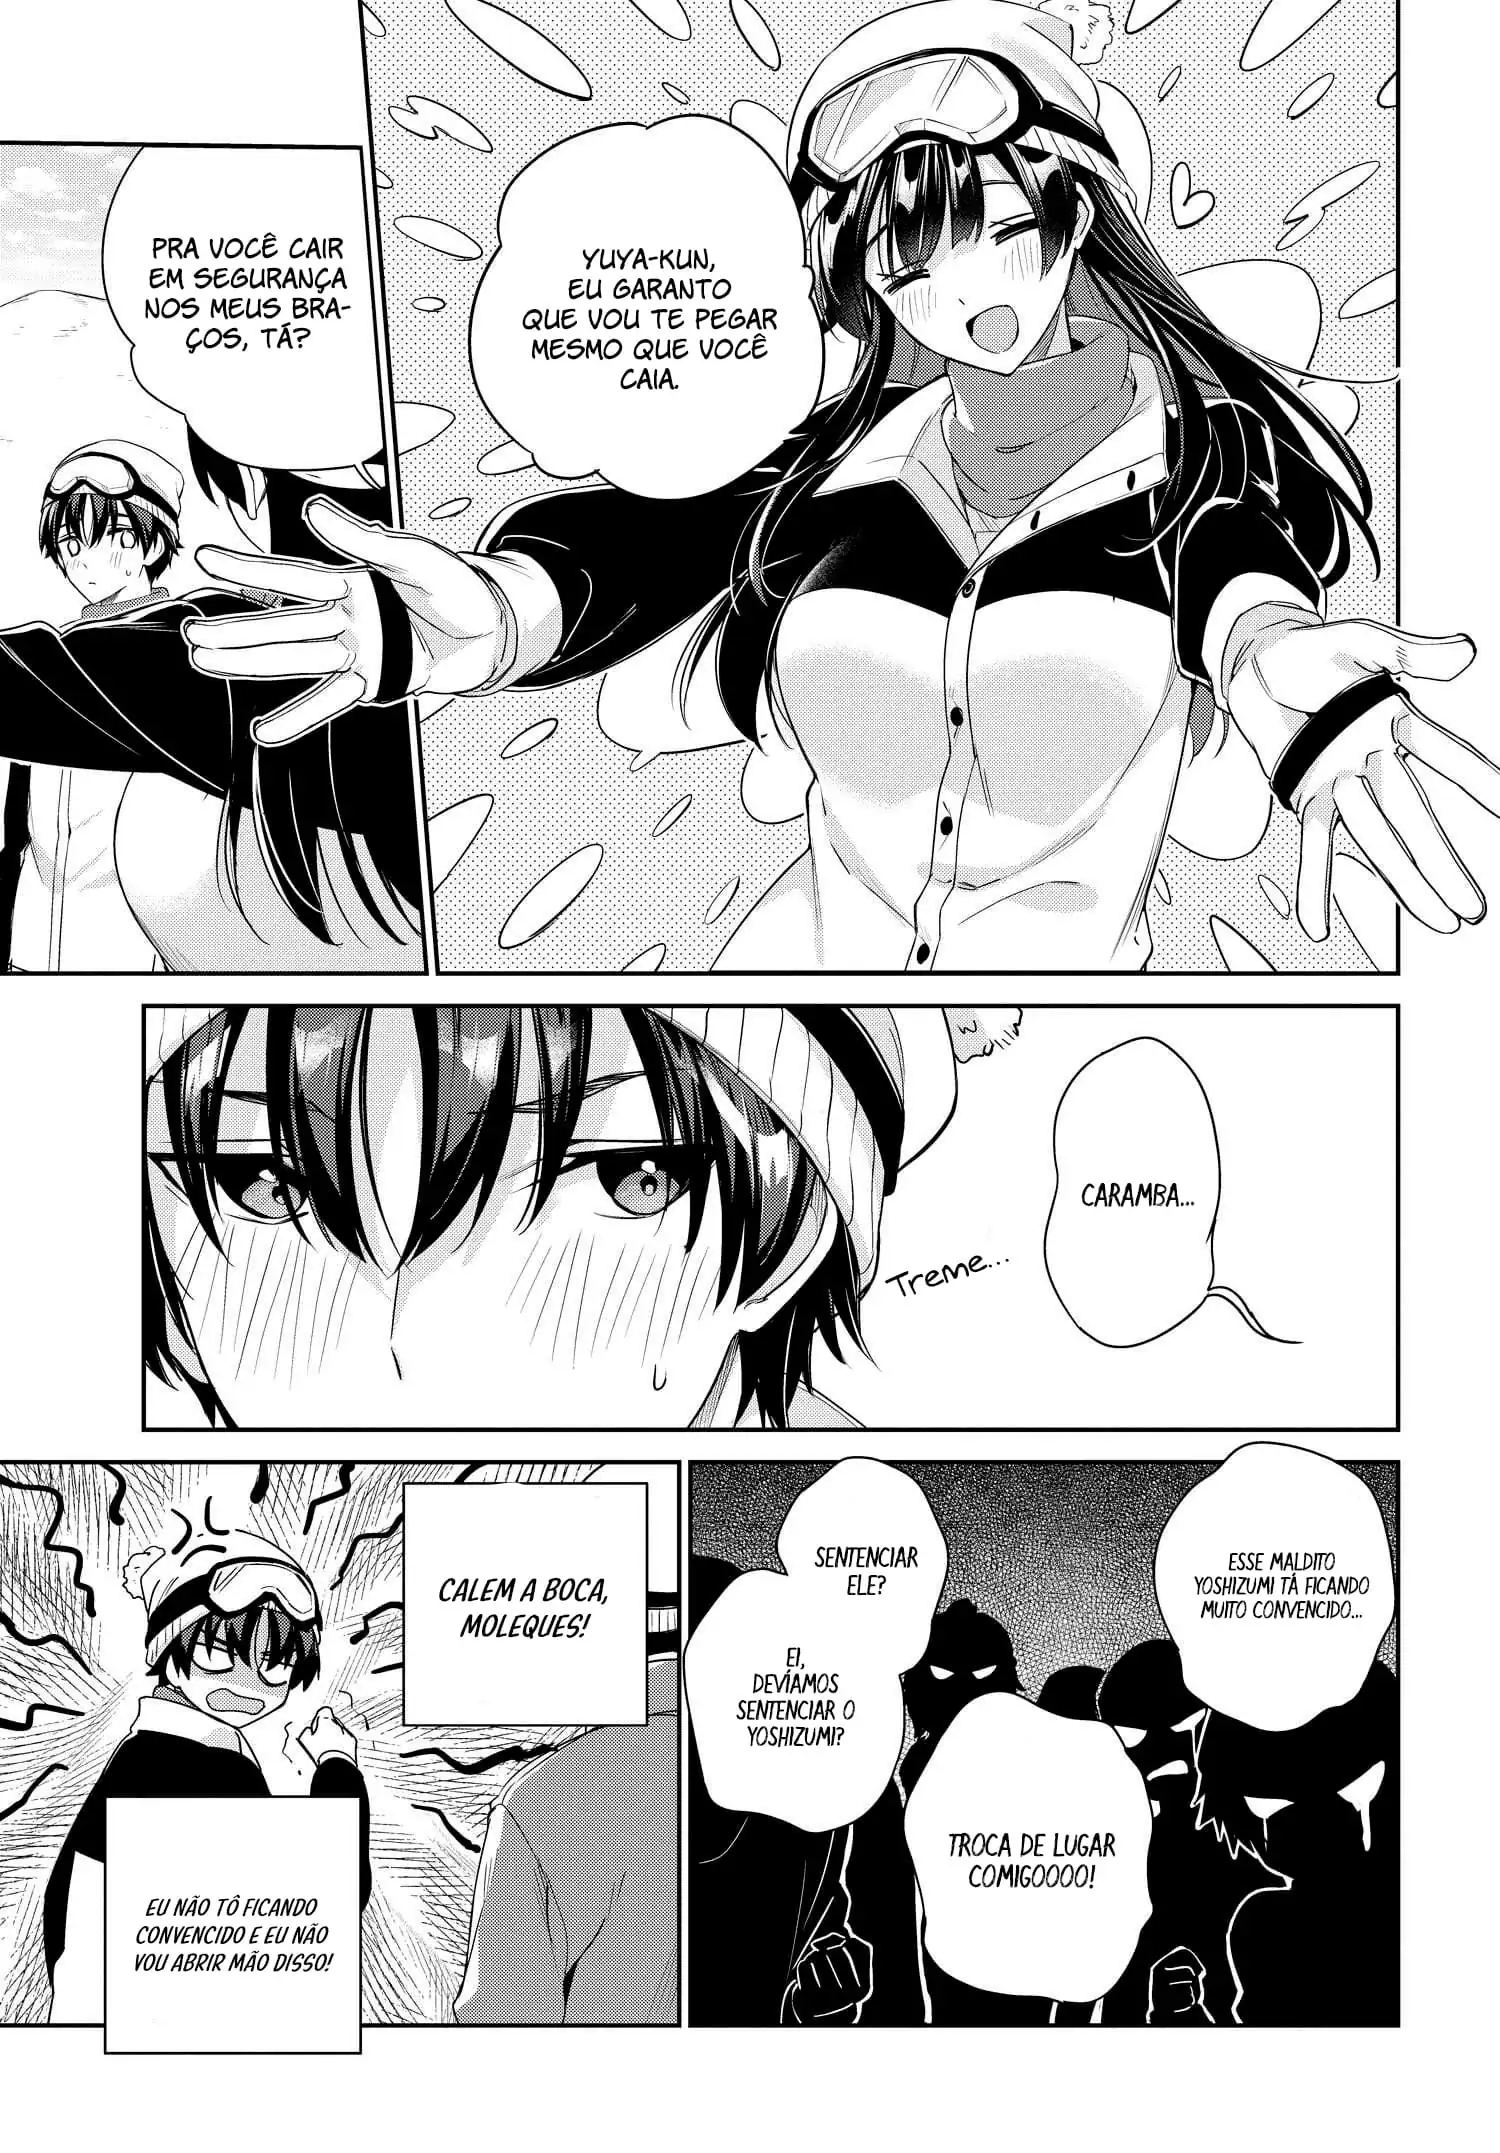 YUYA-KUN,
EU GARANTO
QUE VOU TE PEGAR
MESMO QUE VOCÊ
CAIA.
PRA VOCÊ CAIR
EM SEGURANÇA
NOS MEUS BRA-
ÇOS, TÁ?
CARAMBA...
Treme...
ESSE MALDITO
YOSHIZUMI TÁ FICANDO
MUITO CONVENCIDO...
TROCA DE LUGAR
COMIGOOOO!
SENTENCIAR
ELE?
EI,
DEVÍAMOS
SENTENCIAR O
YOSHIZUMI?
CALEM A BOCA,
MOLEQUES!
EU NÃO TÔ FICANDO
CONVENCIDO E EU NÃO
VOU ABRIR MÃO DISSO!